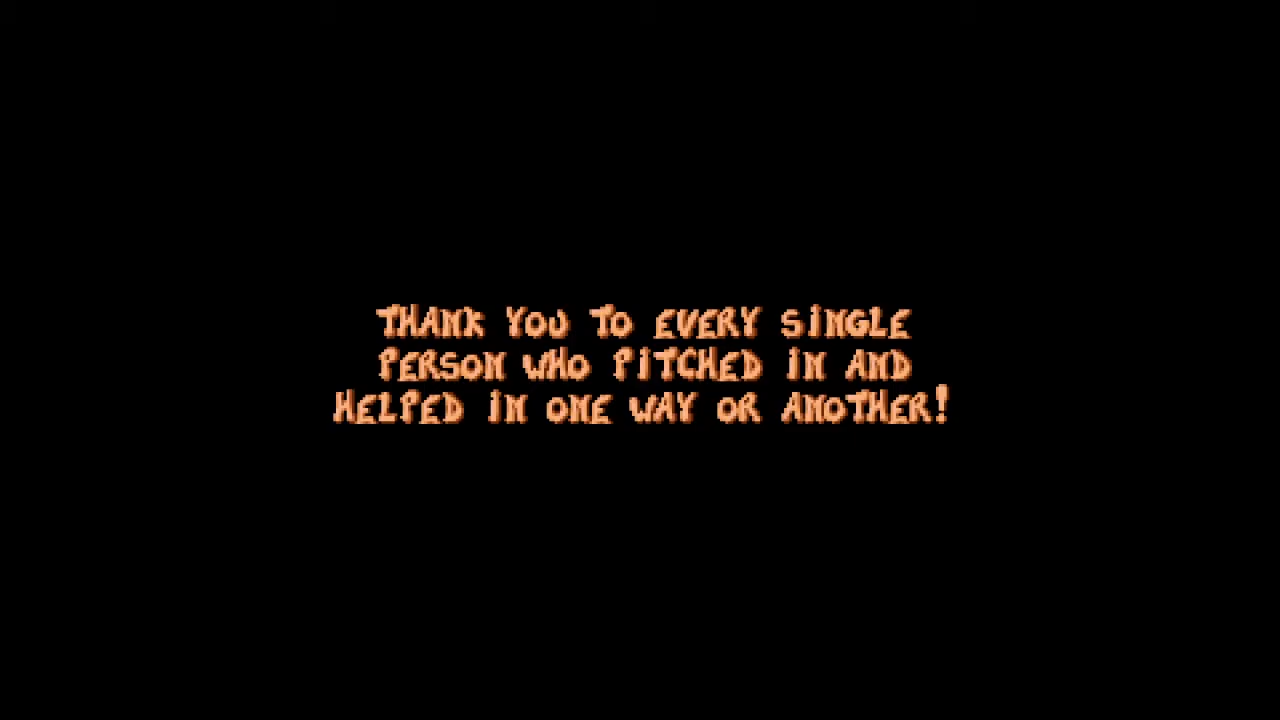 THANK YOU TO EVERY SINGLE
PERSON WHO PITCHED IN AND
HELPED IN ONE WAY OR ANOTHER!